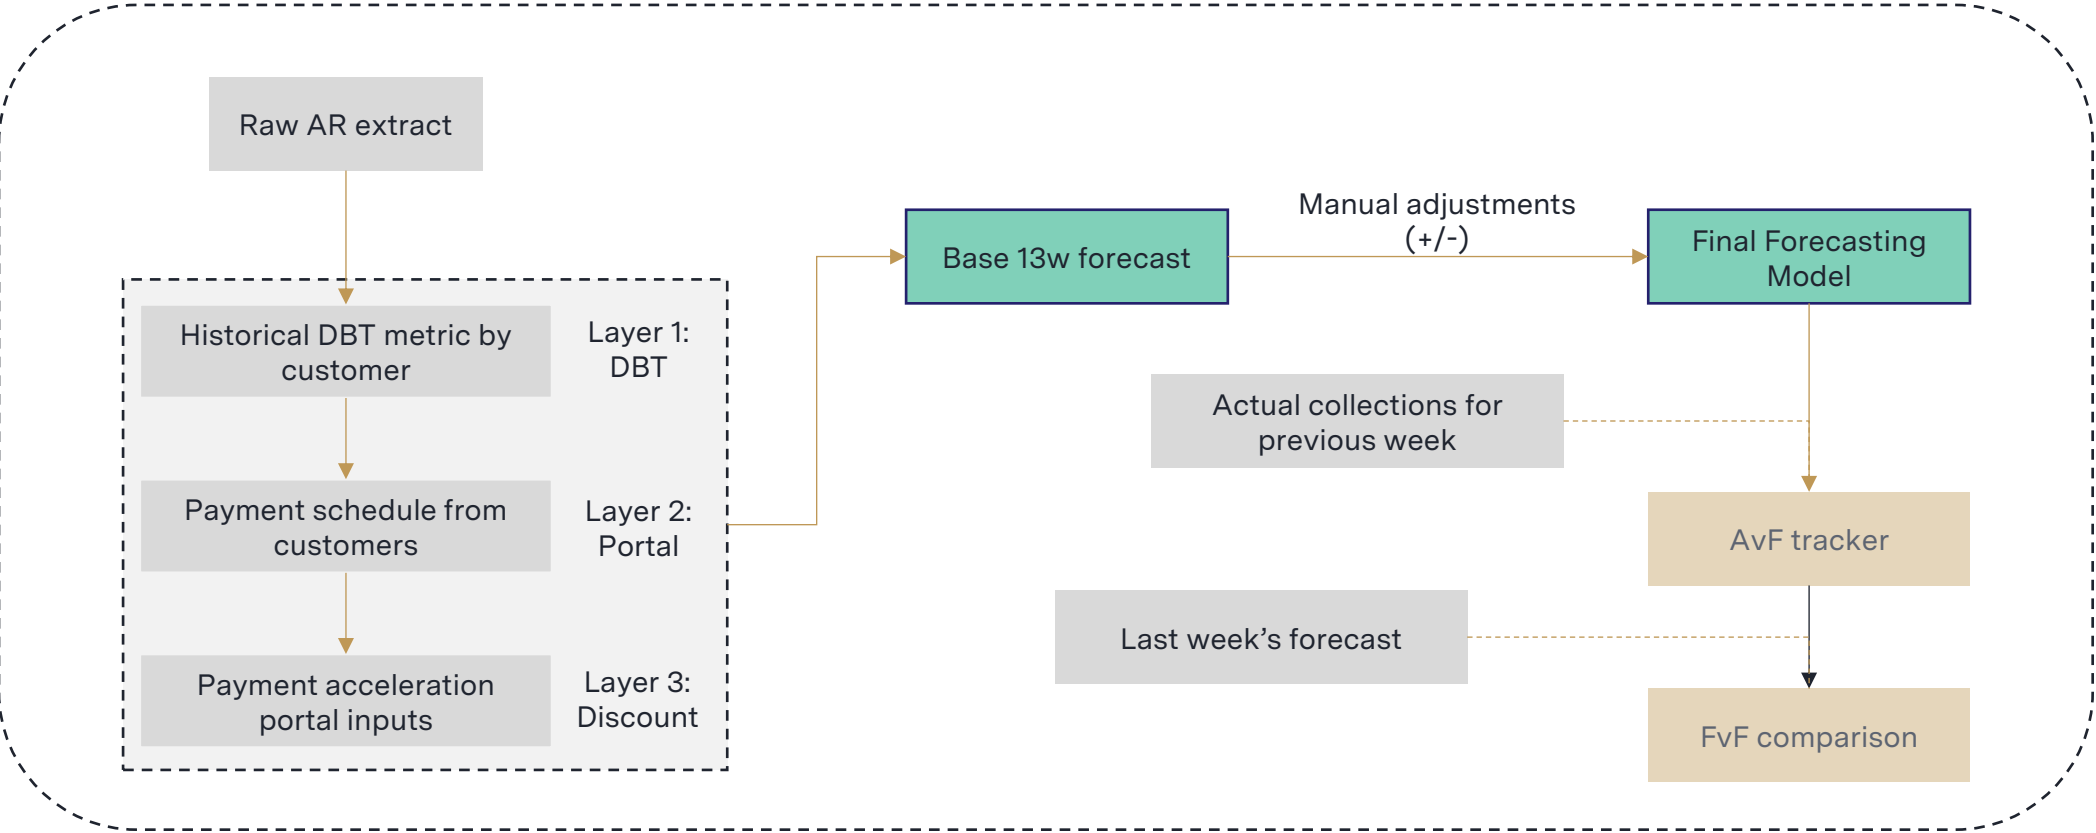 Raw AR extract
Historical DBT metric by
customer
Layer 1:
DBT
Payment schedule from
customers
Layer 2:
Portal
Payment acceleration
portal inputs
Layer 3:
Discount
Base 13w forecast
Manual adjustments
(+/-)
Final Forecasting
Model
Actual collections for
previous week
AvF tracker
Last week’s forecast
FvF comparison